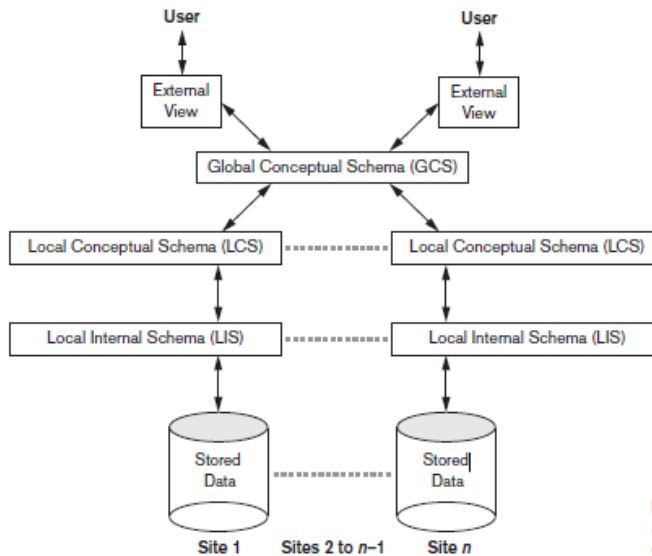 User
User
External
View
External
View
Global Conceptual Schema (GCS)
Local Conceptual Schema (LCS)
Local Conceptual Schema (LCS)
Local Internal Schema (LIS)
Local Internal Schema (LIS)
Stored
Data
Stored
Data
Site 1
Sites 2 to n–1
Site n